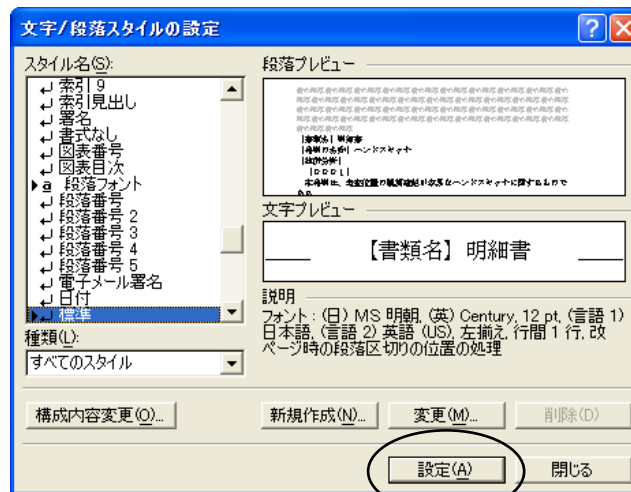 文字/段落スタイルの設定
スタイル名(S):
索引 9
索引見出し
署名
書式なし
図表番号
図表目次
a 段落フォント
段落番号
段落番号 2
段落番号 3
段落番号 4
段落番号 5
電子メール署名
日付
標準
種類(L):
すべてのスタイル
段落プレビュー
文字プレビュー
【書類名】 明細書
説明
フォント : (日) MS 明朝, (英) Century, 12 pt, (言語 1)
日本語, (言語 2) 英語 (US), 左揃え, 行間 1 行, 改
ページ時の段落区切りの位置の処理
構成内容変更(O)...
新規作成(N)...
変更(M)...
削除(D)
設定(A)
閉じる